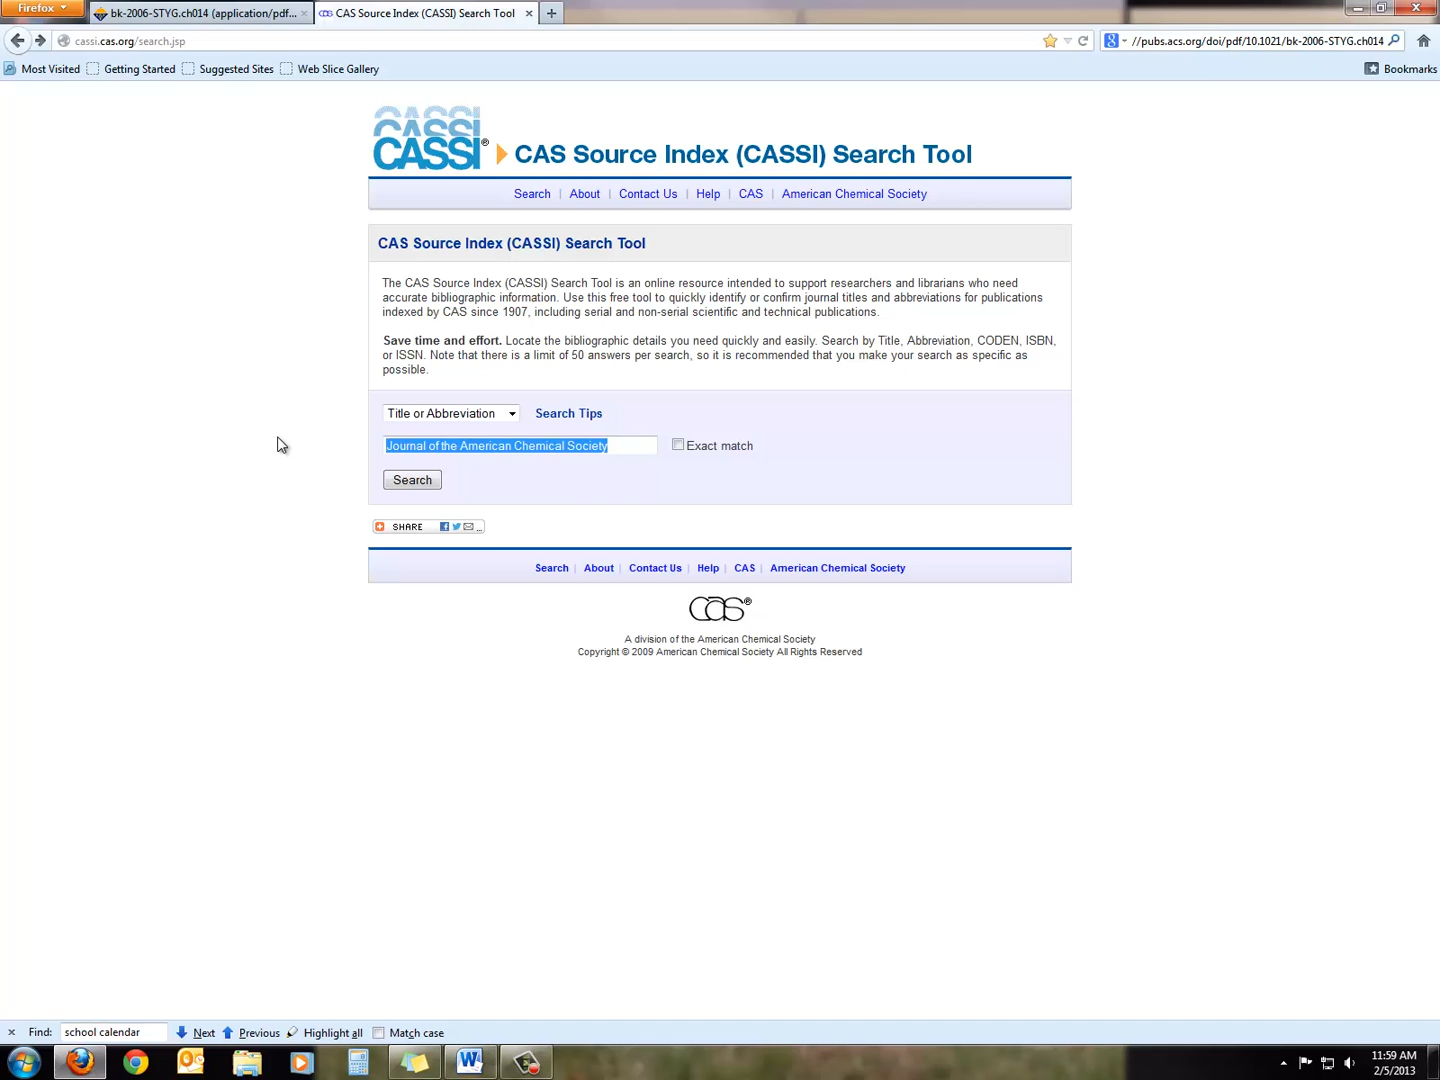 Firefox
bk-2006-STYG.ch014 (application/pdf...
CAS Source Index (CASSI) Search Tool
cassi.cas.org/search.jsp
//pubs.acs.org/doi/pdf/10.1021/bk-2006-STYG.ch014
Most Visited Getting Started Suggested Sites Web Slice Gallery Bookmarks
CASSI CASSI CASSI® CAS Source Index (CASSI) Search Tool
Search | About | Contact Us | Help | CAS | American Chemical Society
CAS Source Index (CASSI) Search Tool
The CAS Source Index (CASSI) Search Tool is an online resource intended to support researchers and librarians who need
accurate bibliographic information. Use this free tool to quickly identify or confirm journal titles and abbreviations for publications
indexed by CAS since 1907, including serial and non-serial scientific and technical publications.
Save time and effort. Locate the bibliographic details you need quickly and easily. Search by Title, Abbreviation, CODEN, ISBN,
or ISSN. Note that there is a limit of 50 answers per search, so it is recommended that you make your search as specific as
possible.
Title or Abbreviation Search Tips
Journal of the American Chemical Society Exact match
Search
SHARE ...
Search | About | Contact Us | Help | CAS | American Chemical Society
cas®
A division of the American Chemical Society
Copyright © 2009 American Chemical Society All Rights Reserved
Find: school calendar Next Previous Highlight all Match case
11:59 AM
2/5/2013